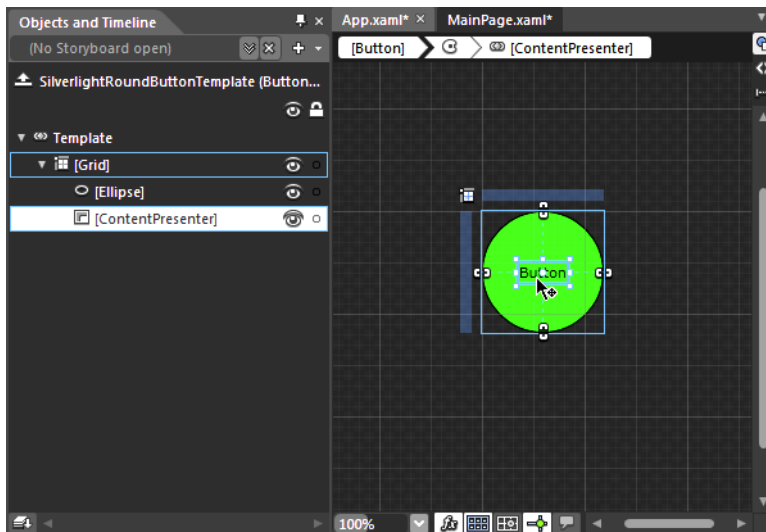 Objects and Timeline
App.xaml* × MainPage.xaml*
(No Storyboard open)
[Button] [ContentPresenter]
SilverlightRoundButtonTemplate (Button...
Template
[Grid]
[Ellipse]
[ContentPresenter]
Button
100% fx